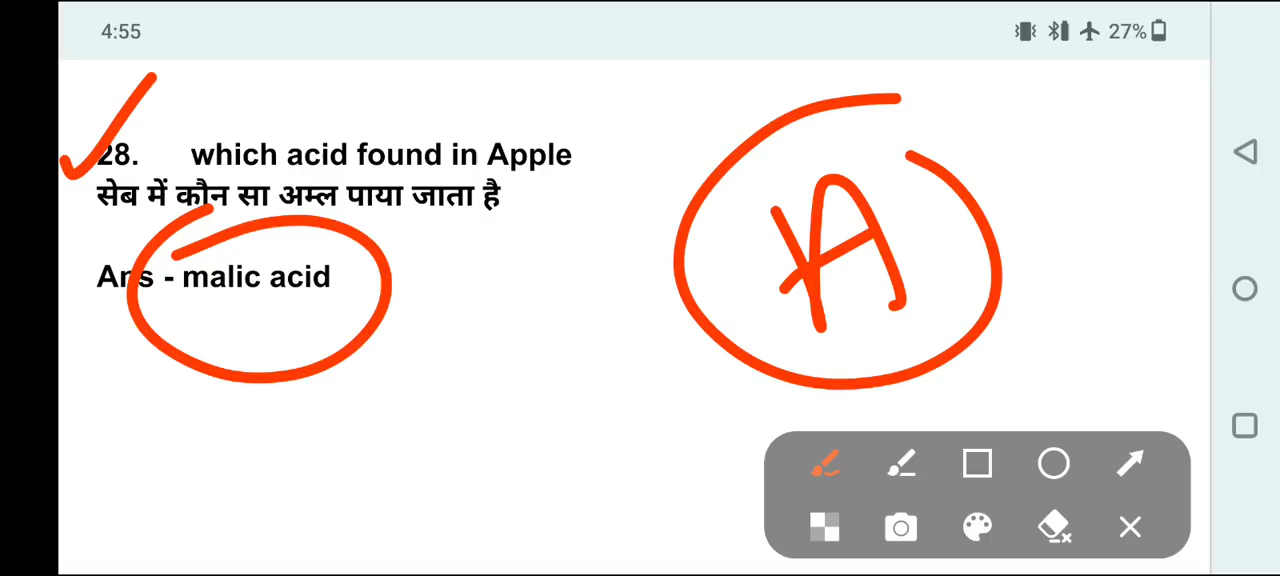 4:55
27%
28. which acid found in Apple
सेब में कौन सा अम्ल पाया जाता है
Ans - malic acid
A